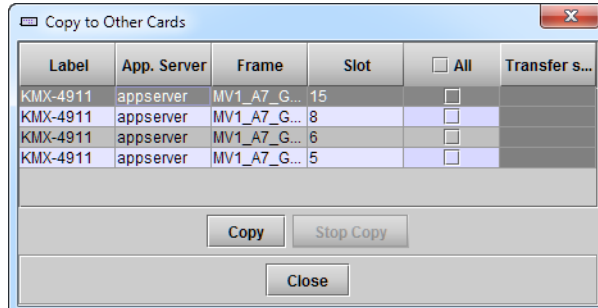 Copy to Other Cards
Label App. Server Frame Slot All Transfer s...
KMX-4911 appserver MV1_A7_G... 15
KMX-4911 appserver MV1_A7_G... 8
KMX-4911 appserver MV1_A7_G... 6
KMX-4911 appserver MV1_A7_G... 5
Copy Stop Copy
Close